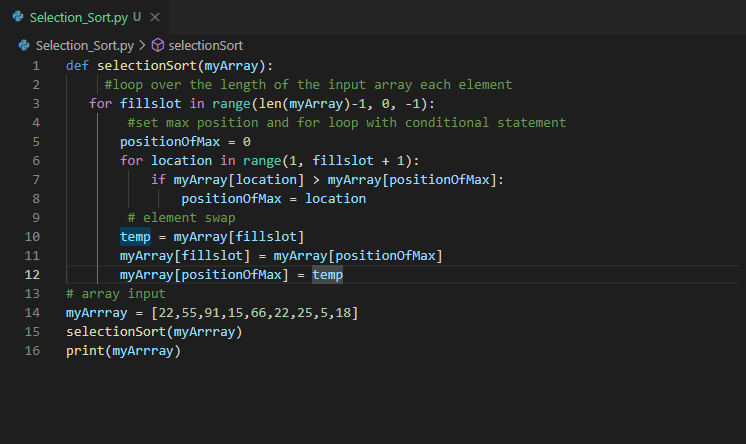 Selection_Sort.py U ×
Selection_Sort.py > selectionSort
1 def selectionSort(myArray):
2 #loop over the length of the input array each element
3 for fillslot in range(len(myArray)-1, 0, -1):
4 #set max position and for loop with conditional statement
5 positionOfMax = 0
6 for location in range(1, fillslot + 1):
7 if myArray[location] > myArray[positionOfMax]:
8 positionOfMax = location
9 # element swap
10 temp = myArray[fillslot]
11 myArray[fillslot] = myArray[positionOfMax]
12 myArray[positionOfMax] = temp
13 # array input
14 myArrray = [22,55,91,15,66,22,25,5,18]
15 selectionSort(myArrray)
16 print(myArrray)